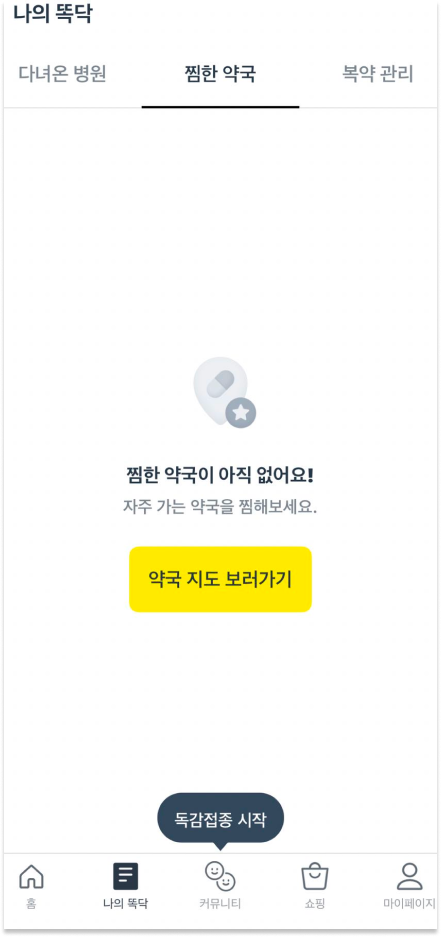 나의 똑닥
다녀온 병원
찜한 약국
복약 관리
찜한 약국이 아직 없어요!
자주 가는 약국을 찜해보세요.
약국 지도 보러가기
독감접종 시작
홈
나의 똑닥
커뮤니티
쇼핑
마이페이지